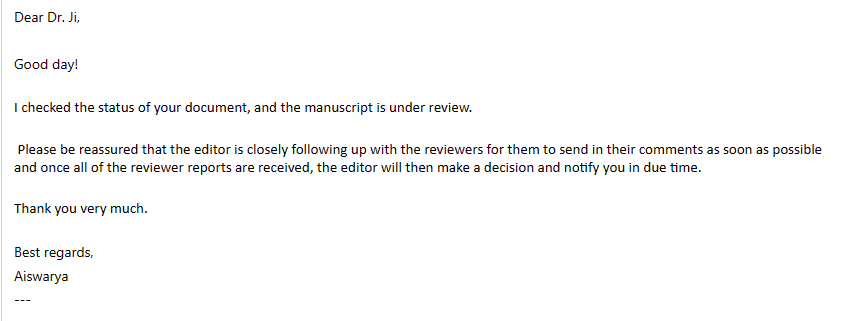 Dear Dr. Ji,
Good day!
I checked the status of your document, and the manuscript is under review.
Please be reassured that the editor is closely following up with the reviewers for them to send in their comments as soon as possible
and once all of the reviewer reports are received, the editor will then make a decision and notify you in due time.
Thank you very much.
Best regards,
Aiswarya
---